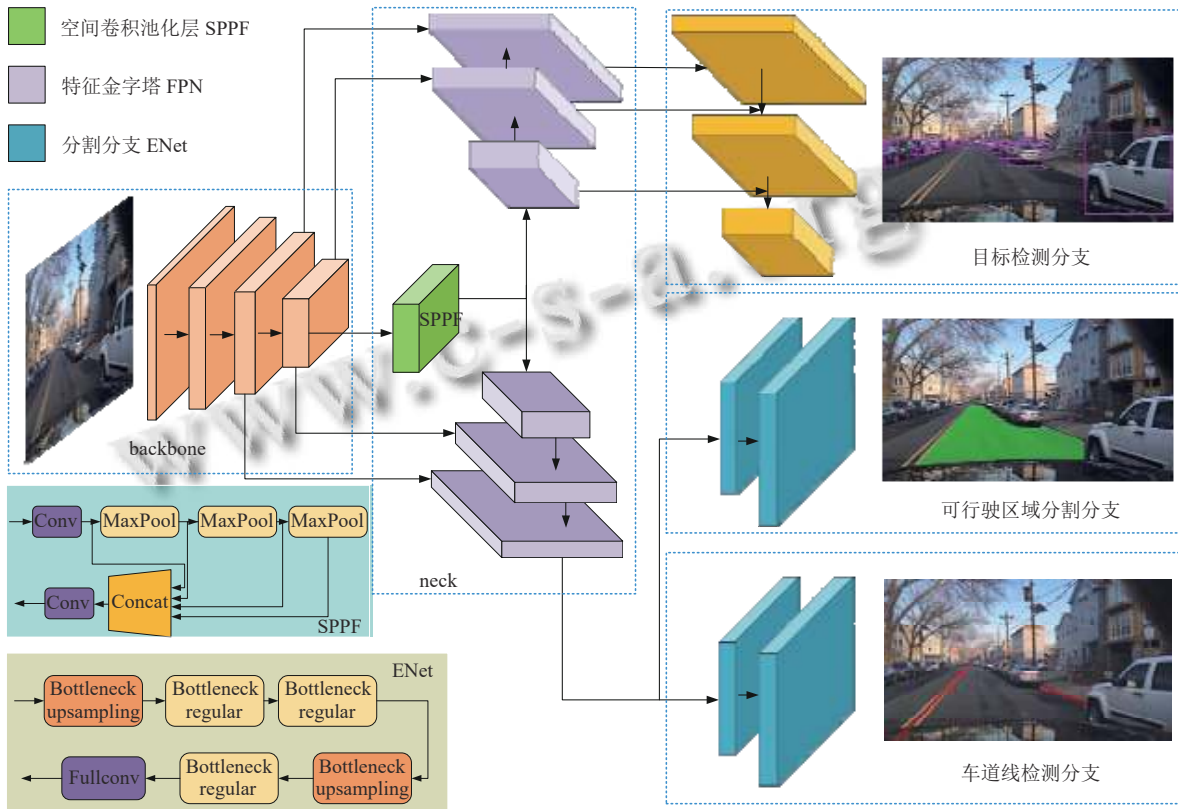 空间卷积池化层 SPPF
特征金字塔 FPN
分割分支 ENet
backbone
SPPF
neck
目标检测分支
可行驶区域分割分支
车道线检测分支
Conv
MaxPool
MaxPool
MaxPool
Conv
Concat
SPPF
ENet
Bottleneck
upsampling
Bottleneck
regular
Bottleneck
regular
Fullconv
Bottleneck
regular
Bottleneck
upsampling
www.c-s-a.org